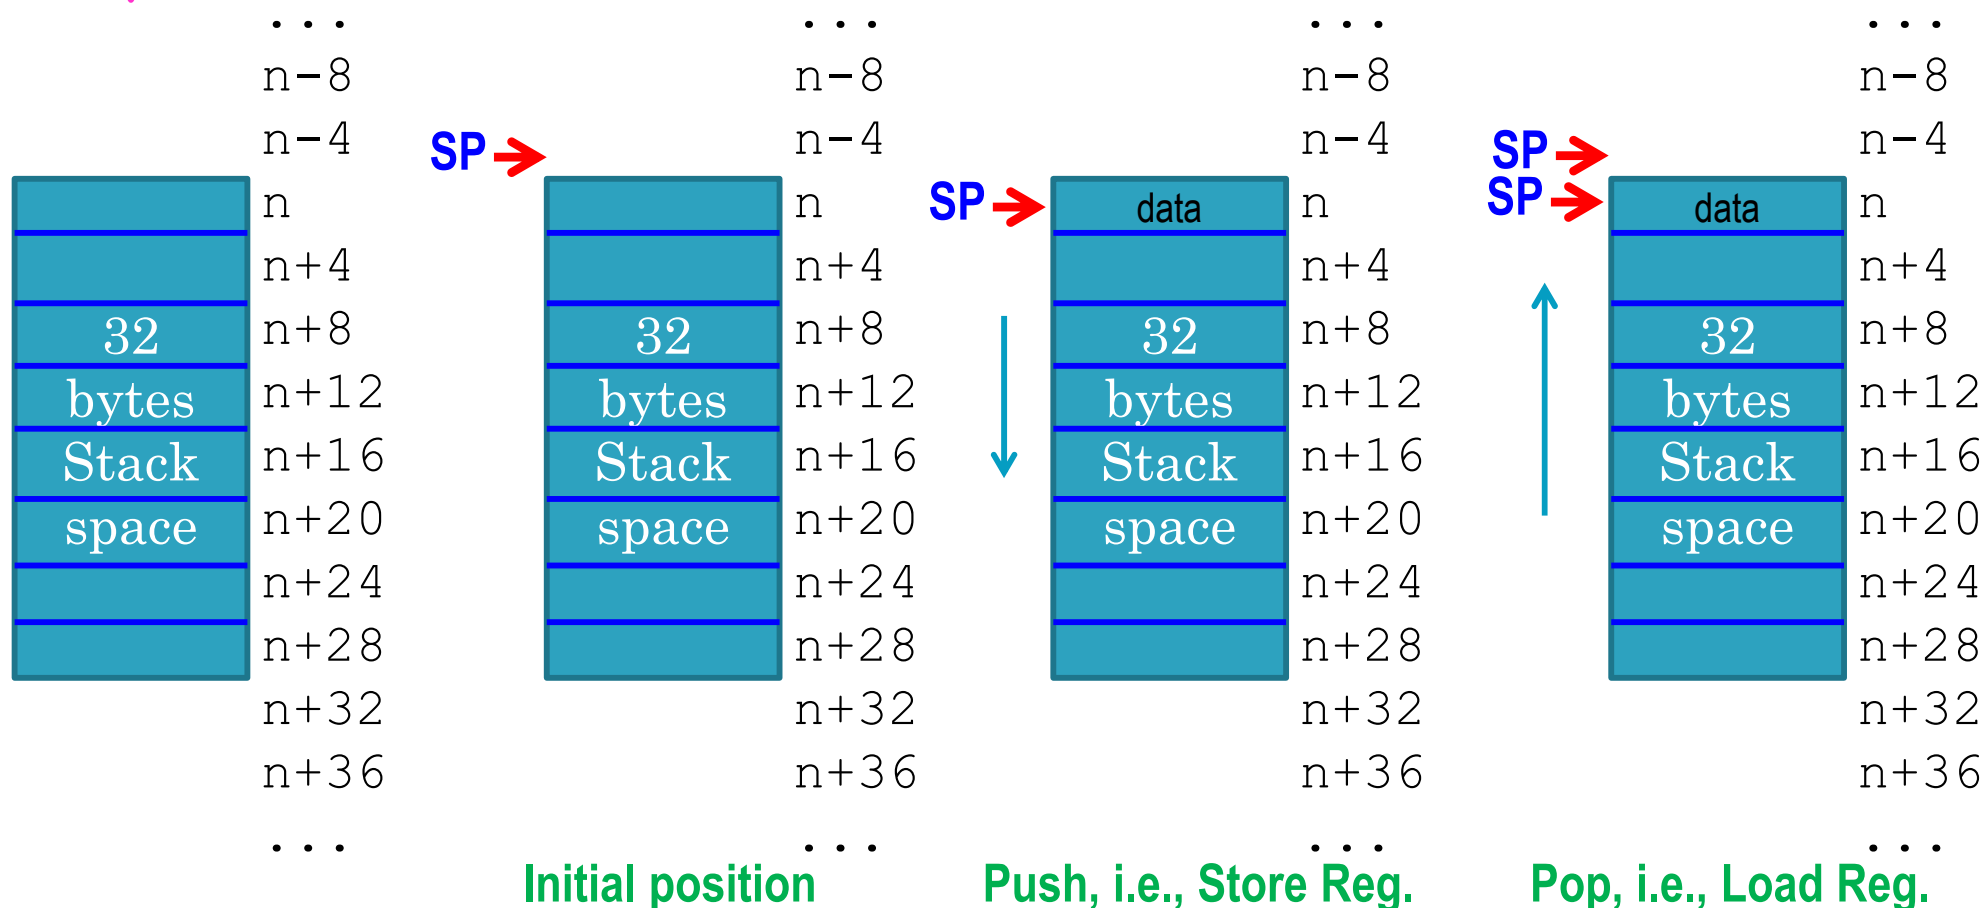 ... ... ... ...
n-8 n-8 n-8 n-8
n-4 SP n-4 n-4 SP n-4
n n SP data n SP data n
n+4 n+4 n+4 n+4
32 n+8 32 n+8 32 n+8 32 n+8
bytes n+12 bytes n+12 bytes n+12 bytes n+12
Stack n+16 Stack n+16 Stack n+16 Stack n+16
space n+20 space n+20 space n+20 space n+20
n+24 n+24 n+24 n+24
n+28 n+28 n+28 n+28
n+32 n+32 n+32 n+32
n+36 n+36 n+36 n+36
... ... ... ...
Initial position Push, i.e., Store Reg. Pop, i.e., Load Reg.